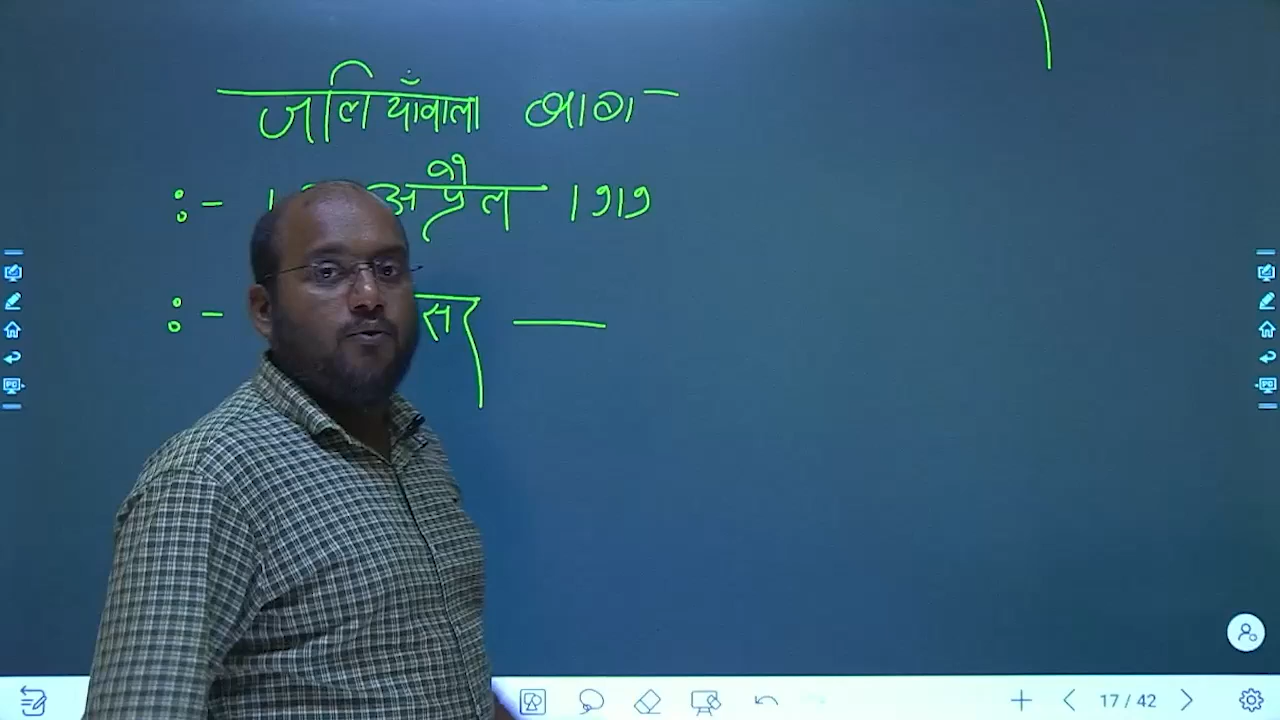 जलियाँवाला बाग
:- अप्रैल 1919
:- सर —
17 / 42